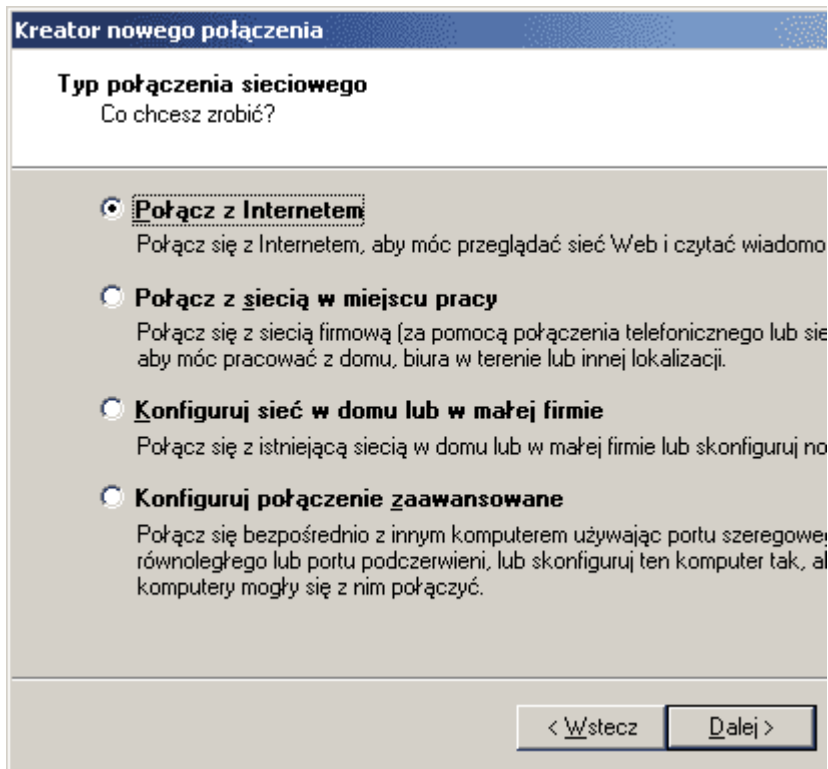 Kreator nowego połączenia
Typ połączenia sieciowego
Co chcesz zrobić?
Połącz z Internetem
Połącz się z Internetem, aby móc przeglądać sieć Web i czytać wiadomo
Połącz z siecią w miejscu pracy
Połącz się z siecią firmową (za pomocą połączenia telefonicznego lub sie
aby móc pracować z domu, biura w terenie lub innej lokalizacji.
Konfiguruj sieć w domu lub w małej firmie
Połącz się z istniejącą siecią w domu lub w małej firmie lub skonfiguruj no
Konfiguruj połączenie zaawansowane
Połącz się bezpośrednio z innym komputerem używając portu szeregoweg
równoległego lub portu podczerwieni, lub skonfiguruj ten komputer tak, a
komputery mogły się z nim połączyć.
< Wstecz
Dalej >